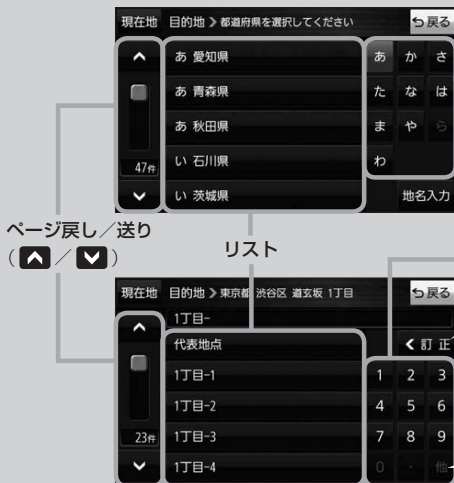 現在地 目的地 > 都道府県を選択してください 戻る
あ 愛知県 あ か さ
あ 青森県 た な は
あ 秋田県 ま や ら
47件 い 石川県 わ
い 茨城県 地名入力
ページ戻し/送り
( / )
リスト
現在地 目的地 > 東京都 渋谷区 道玄坂 1丁目 戻る
1丁目-
代表地点 < 訂 正
1丁目-1 1 2 3
1丁目-2 4 5 6
23件 1丁目-3 7 8 9
1丁目-4 0 - 他